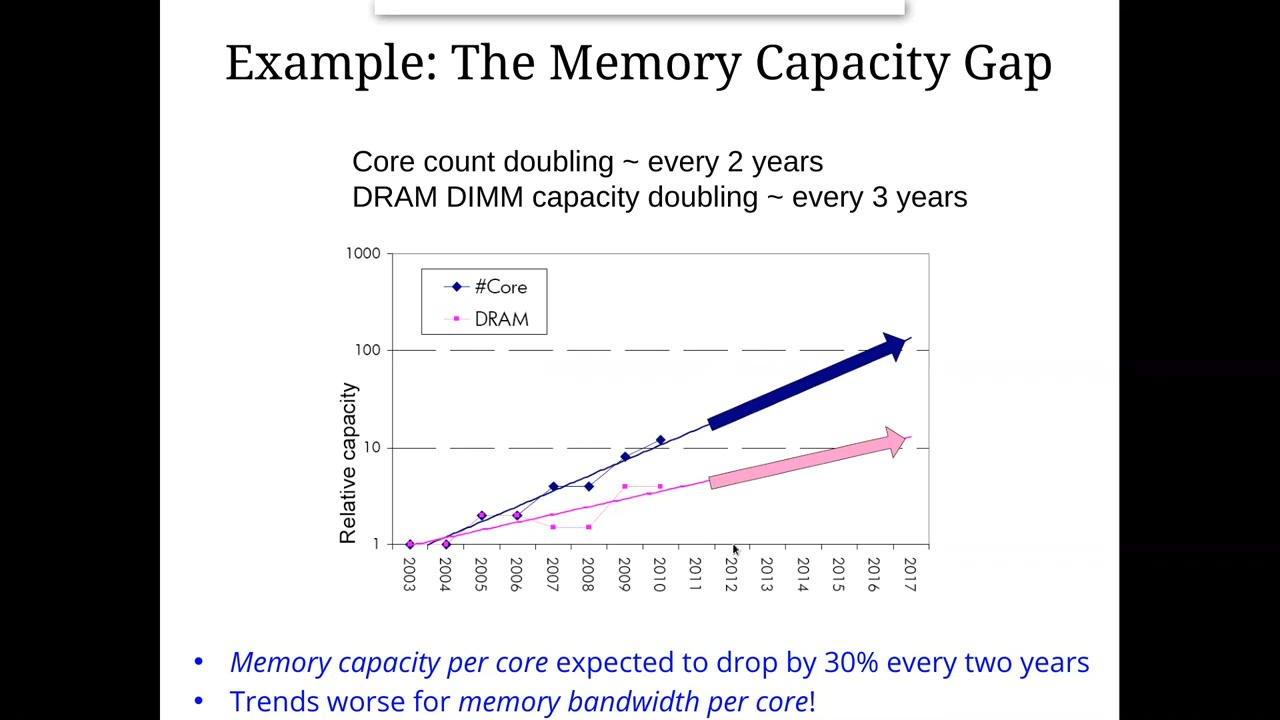 Example: The Memory Capacity Gap
Core count doubling ~ every 2 years
DRAM DIMM capacity doubling ~ every 3 years
1000
100
10
1
Relative capacity
#Core
DRAM
2003
2004
2005
2006
2007
2008
2009
2010
2011
2012
2013
2014
2015
2016
2017
• Memory capacity per core expected to drop by 30% every two years
• Trends worse for memory bandwidth per core!